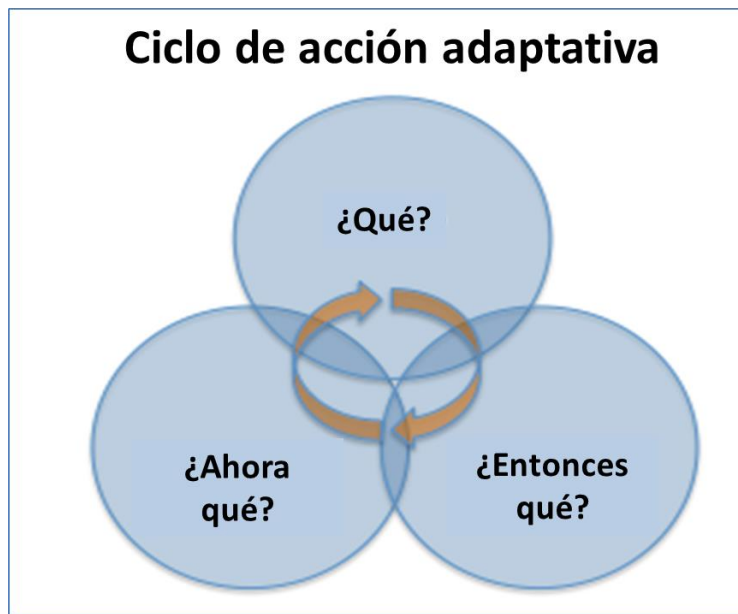 Ciclo de acción adaptativa
¿Qué?
¿Ahora
qué?
¿Entonces
qué?